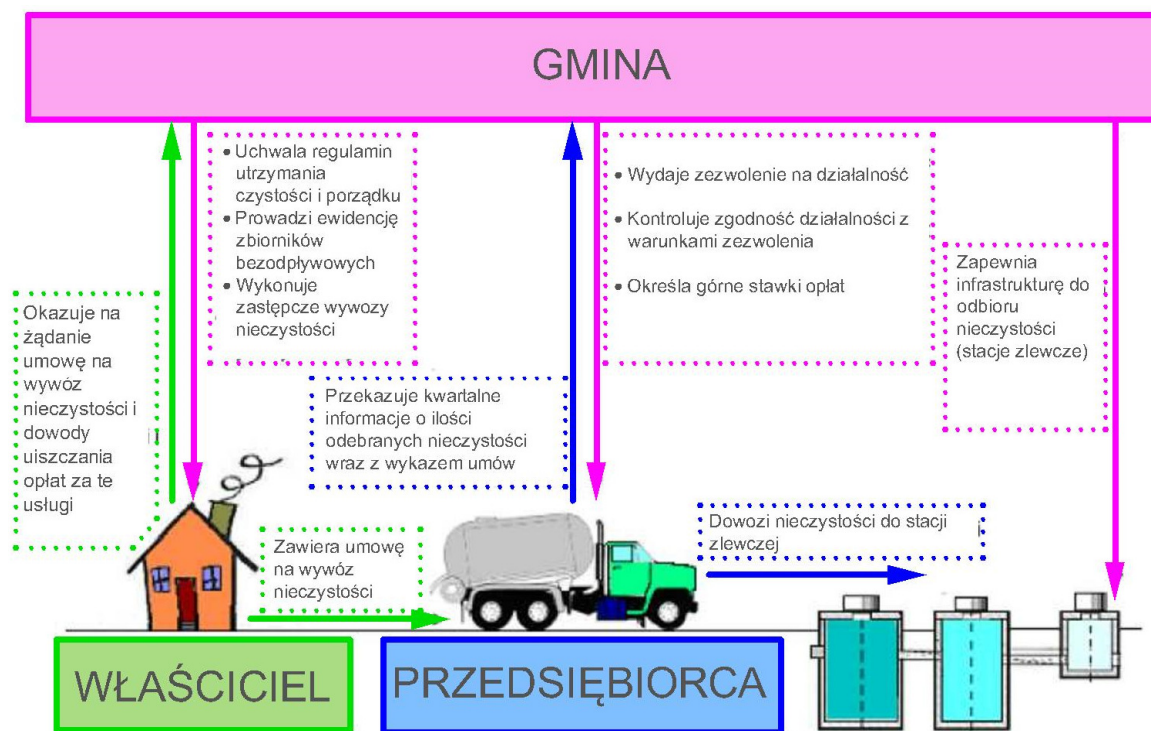 GMINA
• Uchwala regulamin
utrzymania
czystości i porządku
• Prowadzi ewidencję
zbiorników
bezodpływowych
• Wykonuje
zastępcze wywozy
nieczystości
• Wydaje zezwolenie na działalność
• Kontroluje zgodność działalności z
warunkami zezwolenia
• Określa górne stawki opłat
Zapewnia
infrastrukturę do
odbioru
nieczystości
(stacje zlewcze)
Okazuje na
żądanie
umowę na
wywóz
nieczystości i
dowody
uiszczania
opłat za te
usługi
Przekazuje kwartalne
informacje o ilości
odebranych nieczystości
wraz z wykazem umów
Zawiera umowę
na wywóz
nieczystości
Dowozi nieczystości do stacji
zlewczej
WŁAŚCICIEL
PRZEDSIĘBIORCA